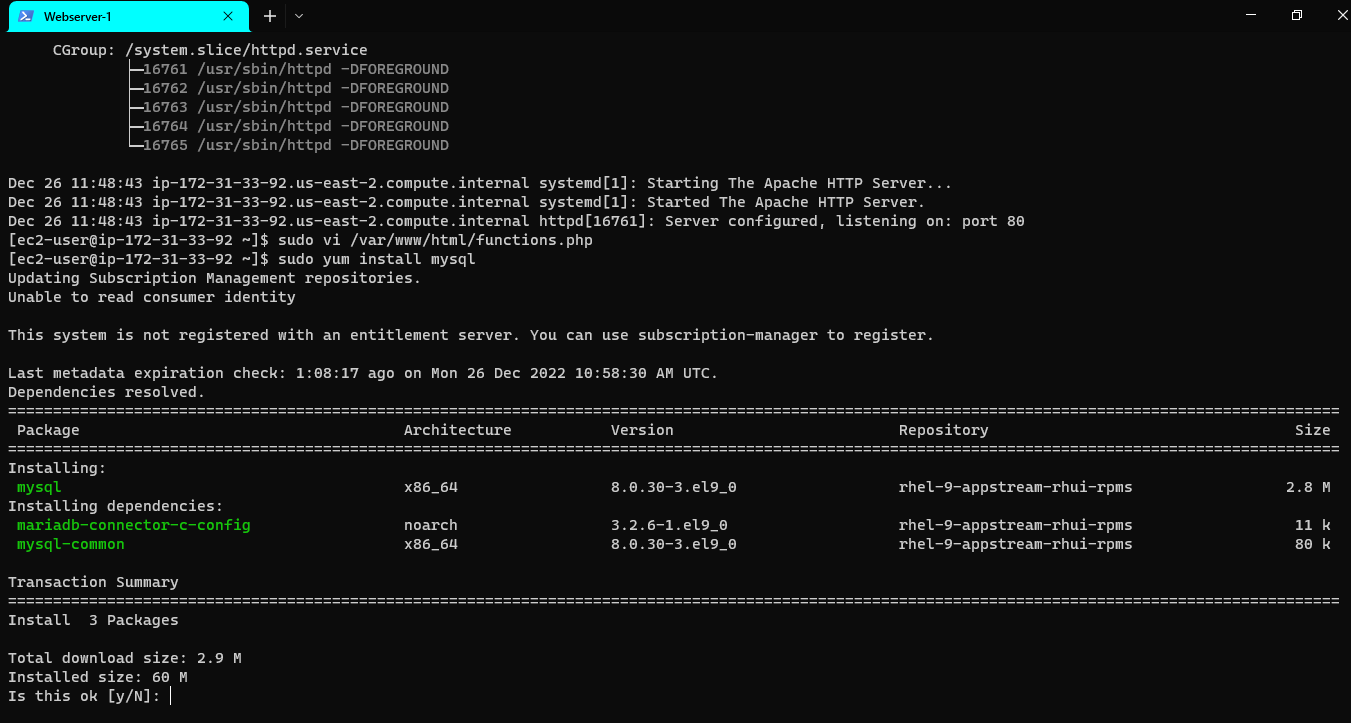 Webserver-1
CGroup: /system.slice/httpd.service
├─16761 /usr/sbin/httpd -DFOREGROUND
├─16762 /usr/sbin/httpd -DFOREGROUND
├─16763 /usr/sbin/httpd -DFOREGROUND
├─16764 /usr/sbin/httpd -DFOREGROUND
└─16765 /usr/sbin/httpd -DFOREGROUND
Dec 26 11:48:43 ip-172-31-33-92.us-east-2.compute.internal systemd[1]: Starting The Apache HTTP Server...
Dec 26 11:48:43 ip-172-31-33-92.us-east-2.compute.internal systemd[1]: Started The Apache HTTP Server.
Dec 26 11:48:43 ip-172-31-33-92.us-east-2.compute.internal httpd[16761]: Server configured, listening on: port 80
[ec2-user@ip-172-31-33-92 ~]$ sudo vi /var/www/html/functions.php
[ec2-user@ip-172-31-33-92 ~]$ sudo yum install mysql
Updating Subscription Management repositories.
Unable to read consumer identity
This system is not registered with an entitlement server. You can use subscription-manager to register.
Last metadata expiration check: 1:08:17 ago on Mon 26 Dec 2022 10:58:30 AM UTC.
Dependencies resolved.
Package Architecture Version Repository Size
Installing:
mysql x86_64 8.0.30-3.el9_0 rhel-9-appstream-rhui-rpms 2.8 M
Installing dependencies:
mariadb-connector-c-config noarch 3.2.6-1.el9_0 rhel-9-appstream-rhui-rpms 11 k
mysql-common x86_64 8.0.30-3.el9_0 rhel-9-appstream-rhui-rpms 80 k
Transaction Summary
Install 3 Packages
Total download size: 2.9 M
Installed size: 60 M
Is this ok [y/N]: